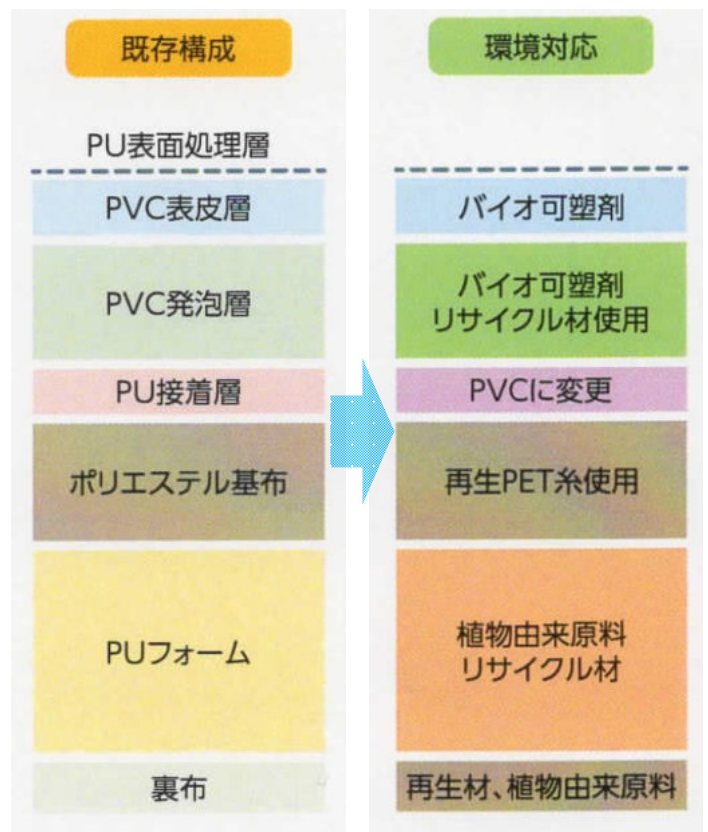 既存構成
PU表面処理層
PVC表皮層
PVC発泡層
PU接着層
ポリエステル基布
PUフォーム
裏布
環境対応
バイオ可塑剤
バイオ可塑剤
リサイクル材使用
PVCに変更
再生PET糸使用
植物由来原料
リサイクル材
再生材、植物由来原料